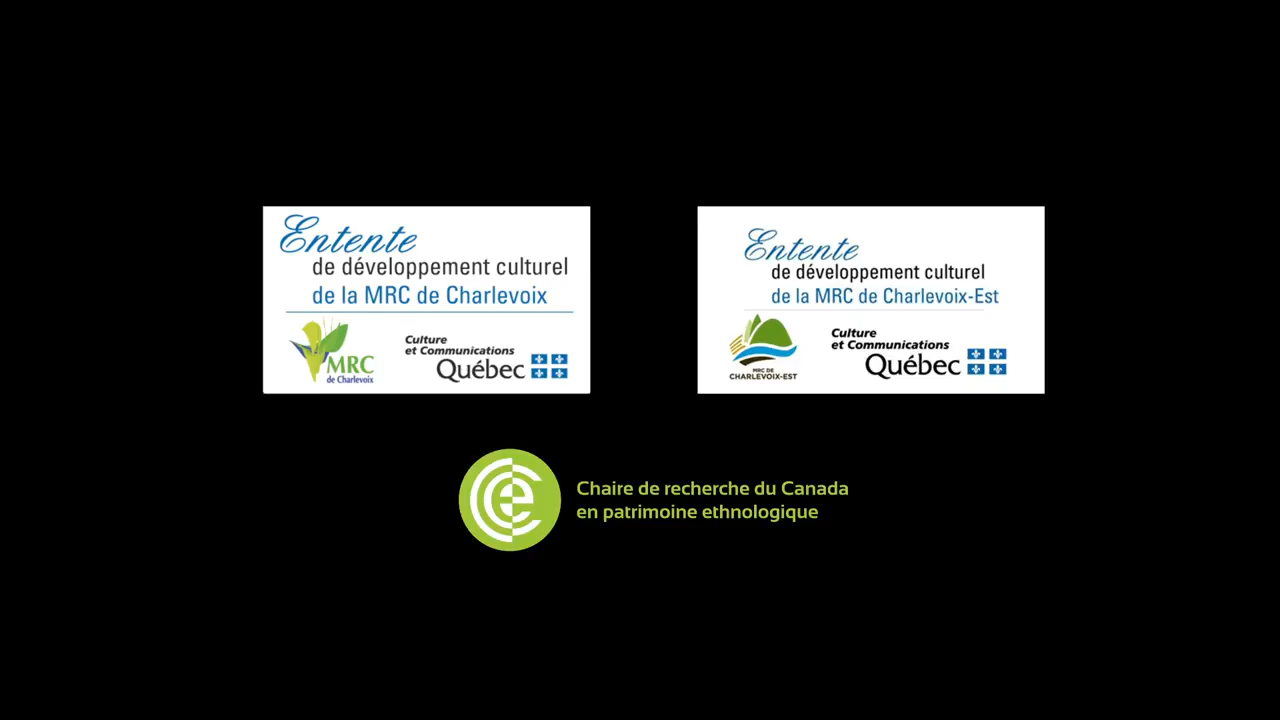 Entente
de développement culturel
de la MRC de Charlevoix
MRC
de Charlevoix
Culture
et Communications
Québec
Entente
de développement culturel
de la MRC de Charlevoix-Est
MRC DE
CHARLEVOIX-EST
Culture
et Communications
Québec
Chaire de recherche du Canada
en patrimoine ethnologique